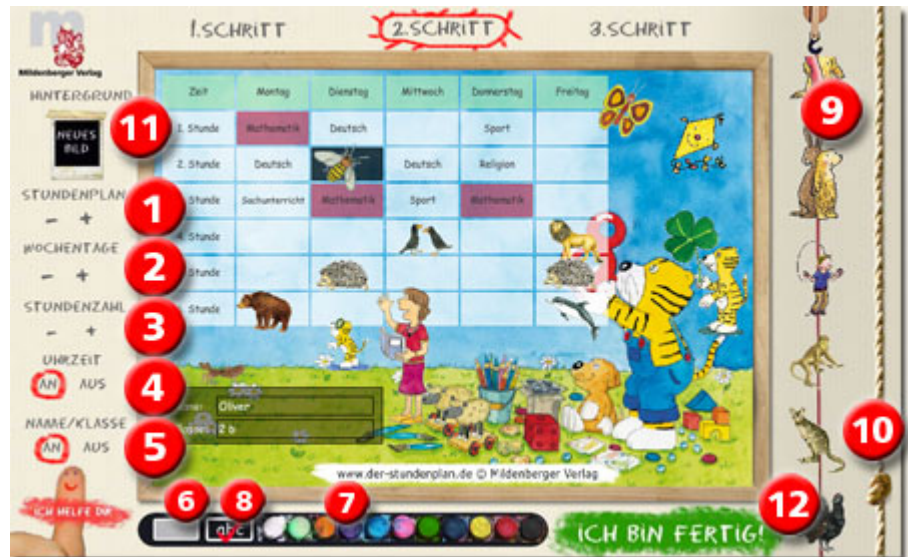 1.SCHRITT 2.SCHRITT 3.SCHRITT
m
Mildenberger Verlag
HINTERGRUND
NEUES
BILD
11
STUNDENPLAN
- +
1
WOCHENTAGE
- +
2
STUNDENZAHL
- +
3
UHRZEIT
AN AUS
4
NAME/KLASSE
AN AUS
5
ICH HELFE DIR
Zeit Montag Dienstag Mittwoch Donnerstag Freitag
1. Stunde Mathematik Deutsch Sport
2. Stunde Deutsch Deutsch Religion
Stunde Sachunterricht Mathematik Sport Mathematik
Stunde
Stunde
Stunde
Oliver
2 b
www.der-stundenplan.de © Mildenberger Verlag
9
10
6
abc
8
7
ICH BIN FERTIG!
12